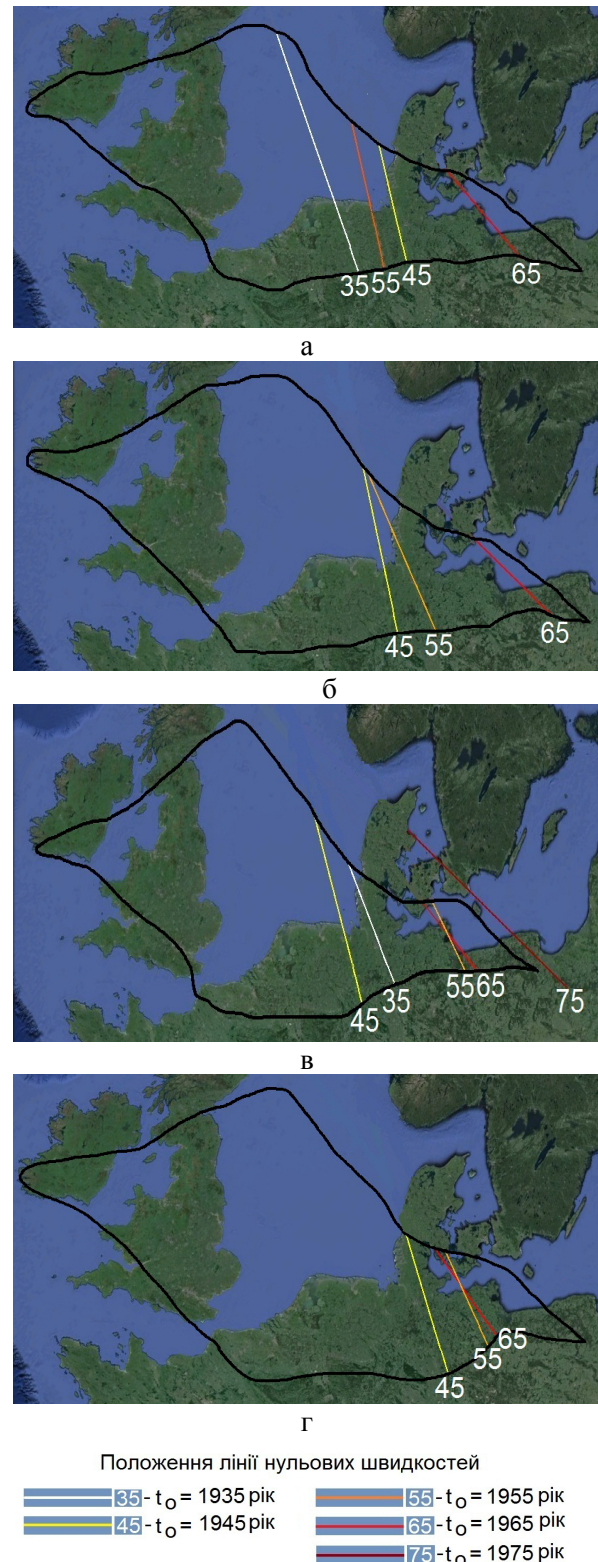 35 55 45 65
а
45 55 65
б
45 35 55 65 75
в
45 55 65
г
Положення лінії нульових швидкостей
35 - to = 1935 рік
45 - to = 1945 рік
55 - to = 1955 рік
65 - to = 1965 рік
75 - to = 1975 рік